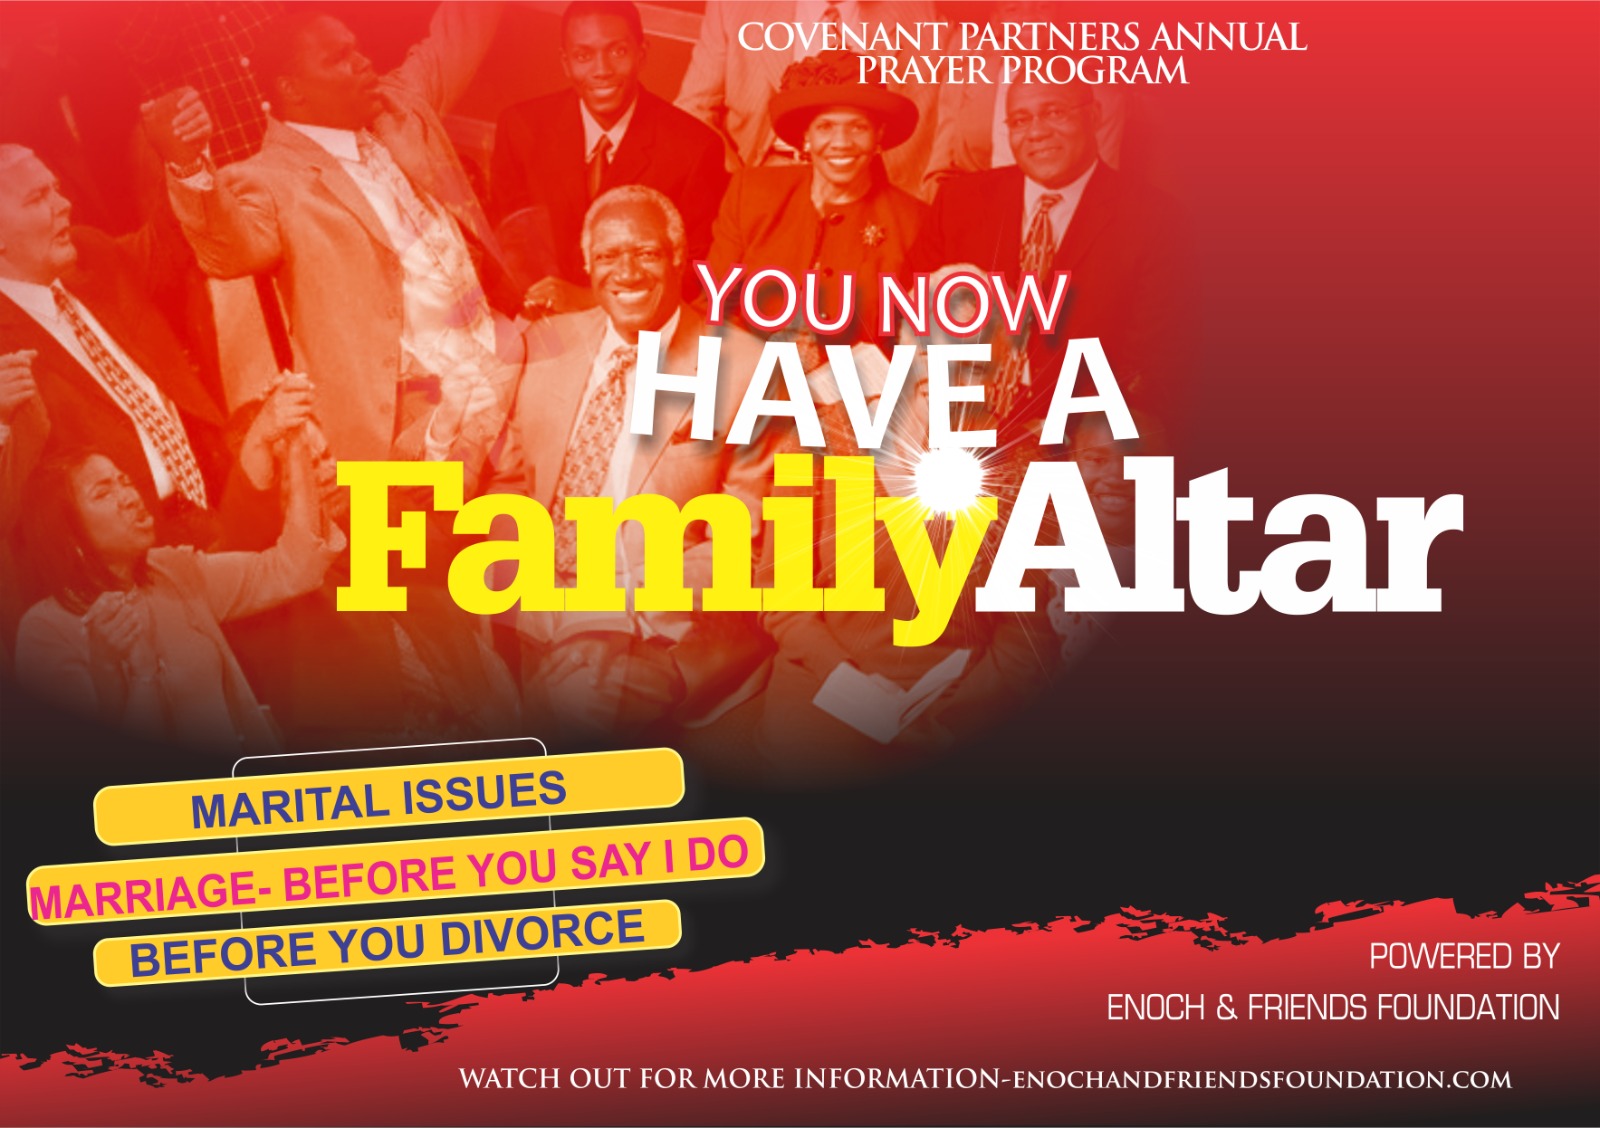 COVENANT PARTNERS ANNUAL
PRAYER PROGRAM
YOU NOW
HAVE A
FamilyAltar
MARITAL ISSUES
MARRIAGE- BEFORE YOU SAY I DO
BEFORE YOU DIVORCE
POWERED BY
ENOCH & FRIENDS FOUNDATION
WATCH OUT FOR MORE INFORMATION-ENOCHANDFRIENDSFOUNDATION.COM